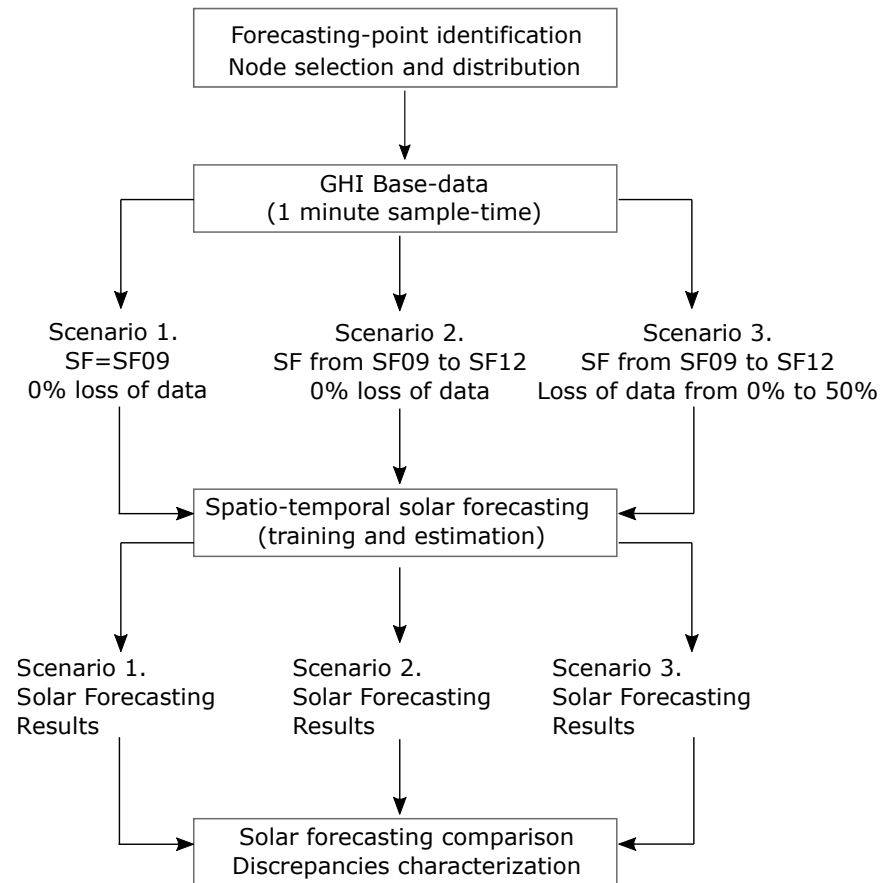 Forecasting-point identification
Node selection and distribution
GHI Base-data
(1 minute sample-time)
Scenario 1.
SF=SF09
0% loss of data
Scenario 2.
SF from SF09 to SF12
0% loss of data
Scenario 3.
SF from SF09 to SF12
Loss of data from 0% to 50%
Spatio-temporal solar forecasting
(training and estimation)
Scenario 1.
Solar Forecasting
Results
Scenario 2.
Solar Forecasting
Results
Scenario 3.
Solar Forecasting
Results
Solar forecasting comparison
Discrepancies characterization